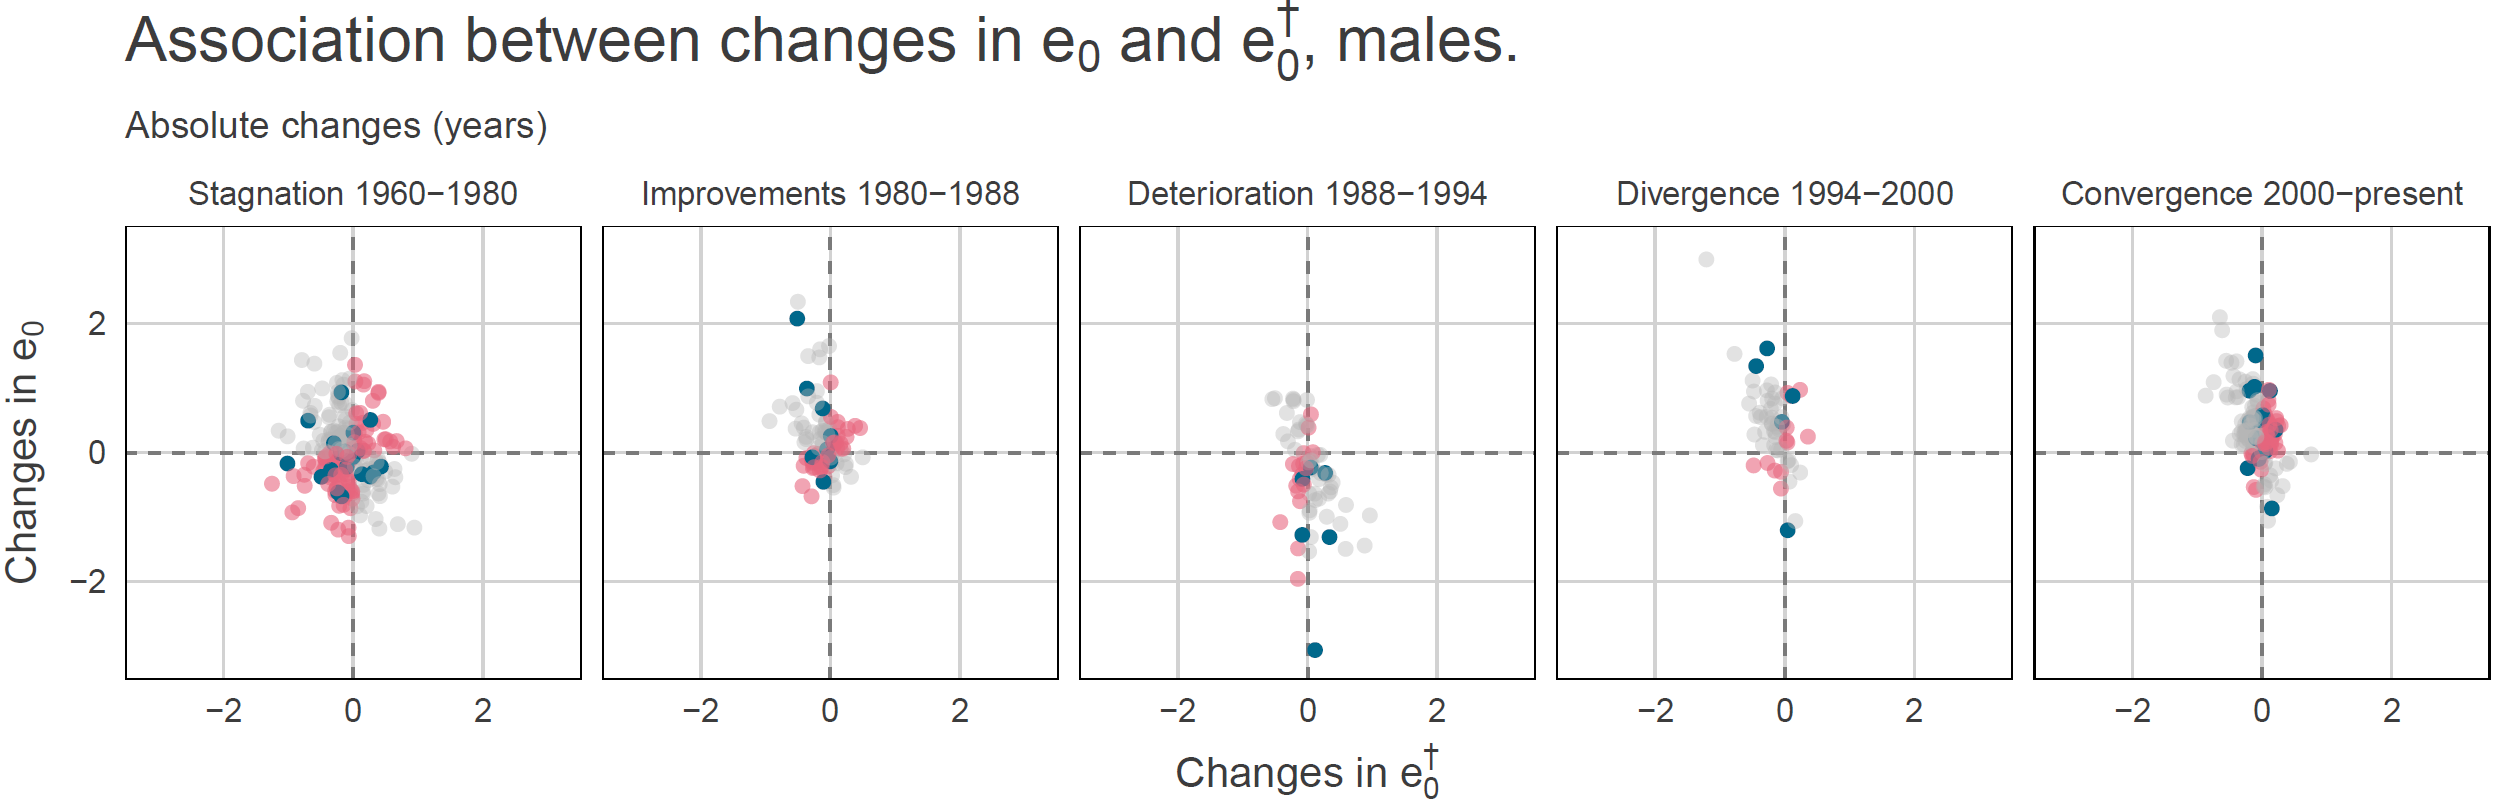 Association between changes in e₀ and e₀†, males.
Absolute changes (years)
Stagnation 1960−1980
Improvements 1980−1988
Deterioration 1988−1994
Divergence 1994−2000
Convergence 2000−present
Changes in e₀
2
0
−2
−2 0 2
−2 0 2
−2 0 2
−2 0 2
−2 0 2
Changes in e₀†